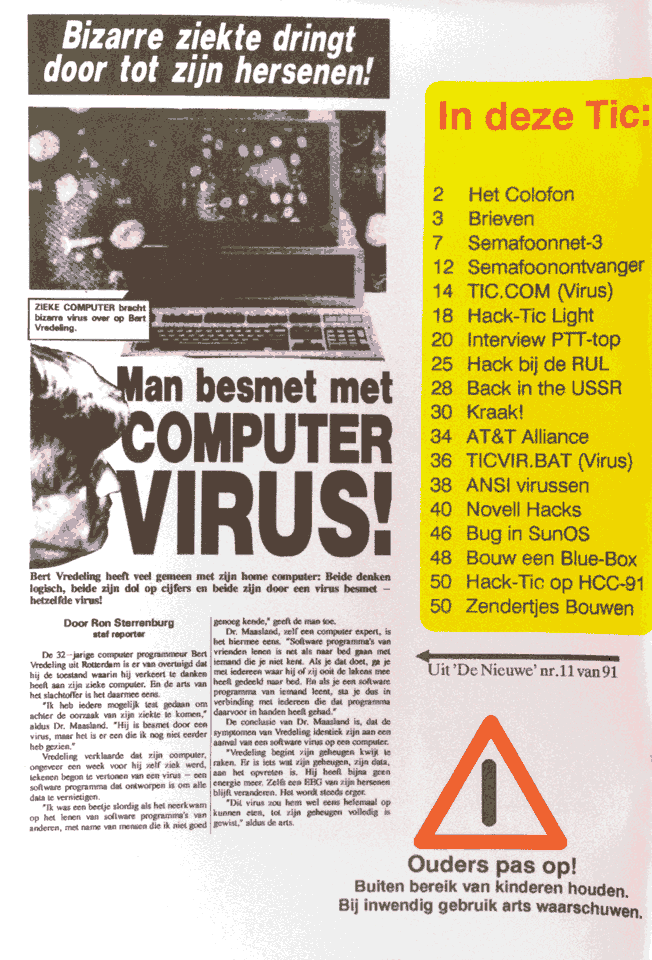 Bizarre ziekte dringt
door tot zijn hersenen!
ZIEKE COMPUTER bracht
bizarre virus over op Bert
Vredeling.
Man besmet met
COMPUTER
VIRUS!
Bert Vredeling heeft veel gemeen met zijn home computer: Beide denken
logisch, beide zijn dol op cijfers en beide zijn door een virus besmet –
hetzelfde virus!
Door Ron Sterrenburg
staf reporter
De 32-jarige computer programmeur Bert
Vredeling uit Rotterdam is er van overtuigd dat
hij de toestand waarin hij verkeert te danken
heeft aan zijn zieke computer. En de arts van
het slachtoffer is het daarmee eens.
"Ik heb iedere mogelijk test gedaan om
achter de oorzaak van zijn ziekte te komen,"
aldus Dr. Maasland. "Hij is besmet door een
virus, maar het is er een die ik nog niet eerder
heb gezien."
Vredeling verklaarde dat zijn computer,
ongeveer een week voor hij zelf ziek werd,
tekenen begon te vertonen van een virus – een
software programma dat ontworpen is om alle
data te vernietigen.
"Ik was een beetje slordig als het neerkwam
op het lenen van software programma's van
anderen, met name van mensen die ik niet goed
genoeg kende," geeft de man toe.
Dr. Maasland, zelf een computer expert, is
het hiermee eens. "Software programma's van
vrienden lenen is net als naar bed gaan met
iemand die je niet kent. Als je dat doet, ga je
met iedereen waar hij of zij ooit de lakens mee
heeft gedeeld naar bed. En als je een software
programma van iemand leent, sta je dus in
verbinding met iedereen die dat programma
daarvoor in handen heeft gehad."
De conclusie van Dr. Maasland is, dat de
symptomen van Vredeling identiek zijn aan een
aanval van een software virus op een computer.
"Vredeling begint zijn geheugen kwijt te
raken. Er is iets wat zijn geheugen, zijn data,
aan het opvreten is. Hij heeft bijna geen
energie meer. Zelfs een EEG van zijn hersenen
blijft veranderen. Het wordt steeds erger.
"Dit virus zou hem wel eens helemaal op
kunnen eten, tot zijn geheugen volledig is
gewist," aldus de arts.
In deze Tic:
2 Het Colofon
3 Brieven
7 Semafoonnet-3
12 Semafoonontvanger
14 TIC.COM (Virus)
18 Hack-Tic Light
20 Interview PTT-top
25 Hack bij de RUL
28 Back in the USSR
30 Kraak!
34 AT&T Alliance
36 TICVIR.BAT (Virus)
38 ANSI virussen
40 Novell Hacks
46 Bug in SunOS
48 Bouw een Blue-Box
50 Hack-Tic op HCC-91
50 Zendertjes Bouwen
Uit 'De Nieuwe' nr.11 van 91
Ouders pas op!
Buiten bereik van kinderen houden.
Bij inwendig gebruik arts waarschuwen.